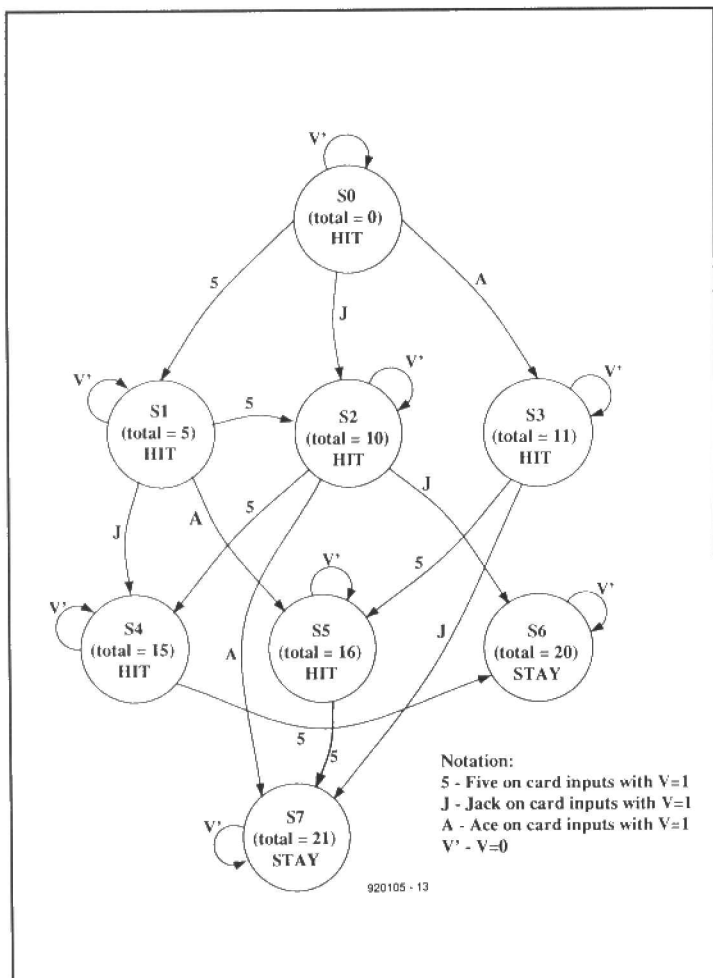 V'
S0
(total = 0)
HIT
5
J
A
V'
S1
(total = 5)
HIT
5
V'
S2
(total = 10)
HIT
V'
S3
(total = 11)
HIT
J
A
5
J
5
V'
S4
(total = 15)
HIT
V'
S5
(total = 16)
HIT
V'
S6
(total = 20)
STAY
A
J
5
5
V'
S7
(total = 21)
STAY
Notation:
5 - Five on card inputs with V=1
J - Jack on card inputs with V=1
A - Ace on card inputs with V=1
V' - V=0
920105 - 13